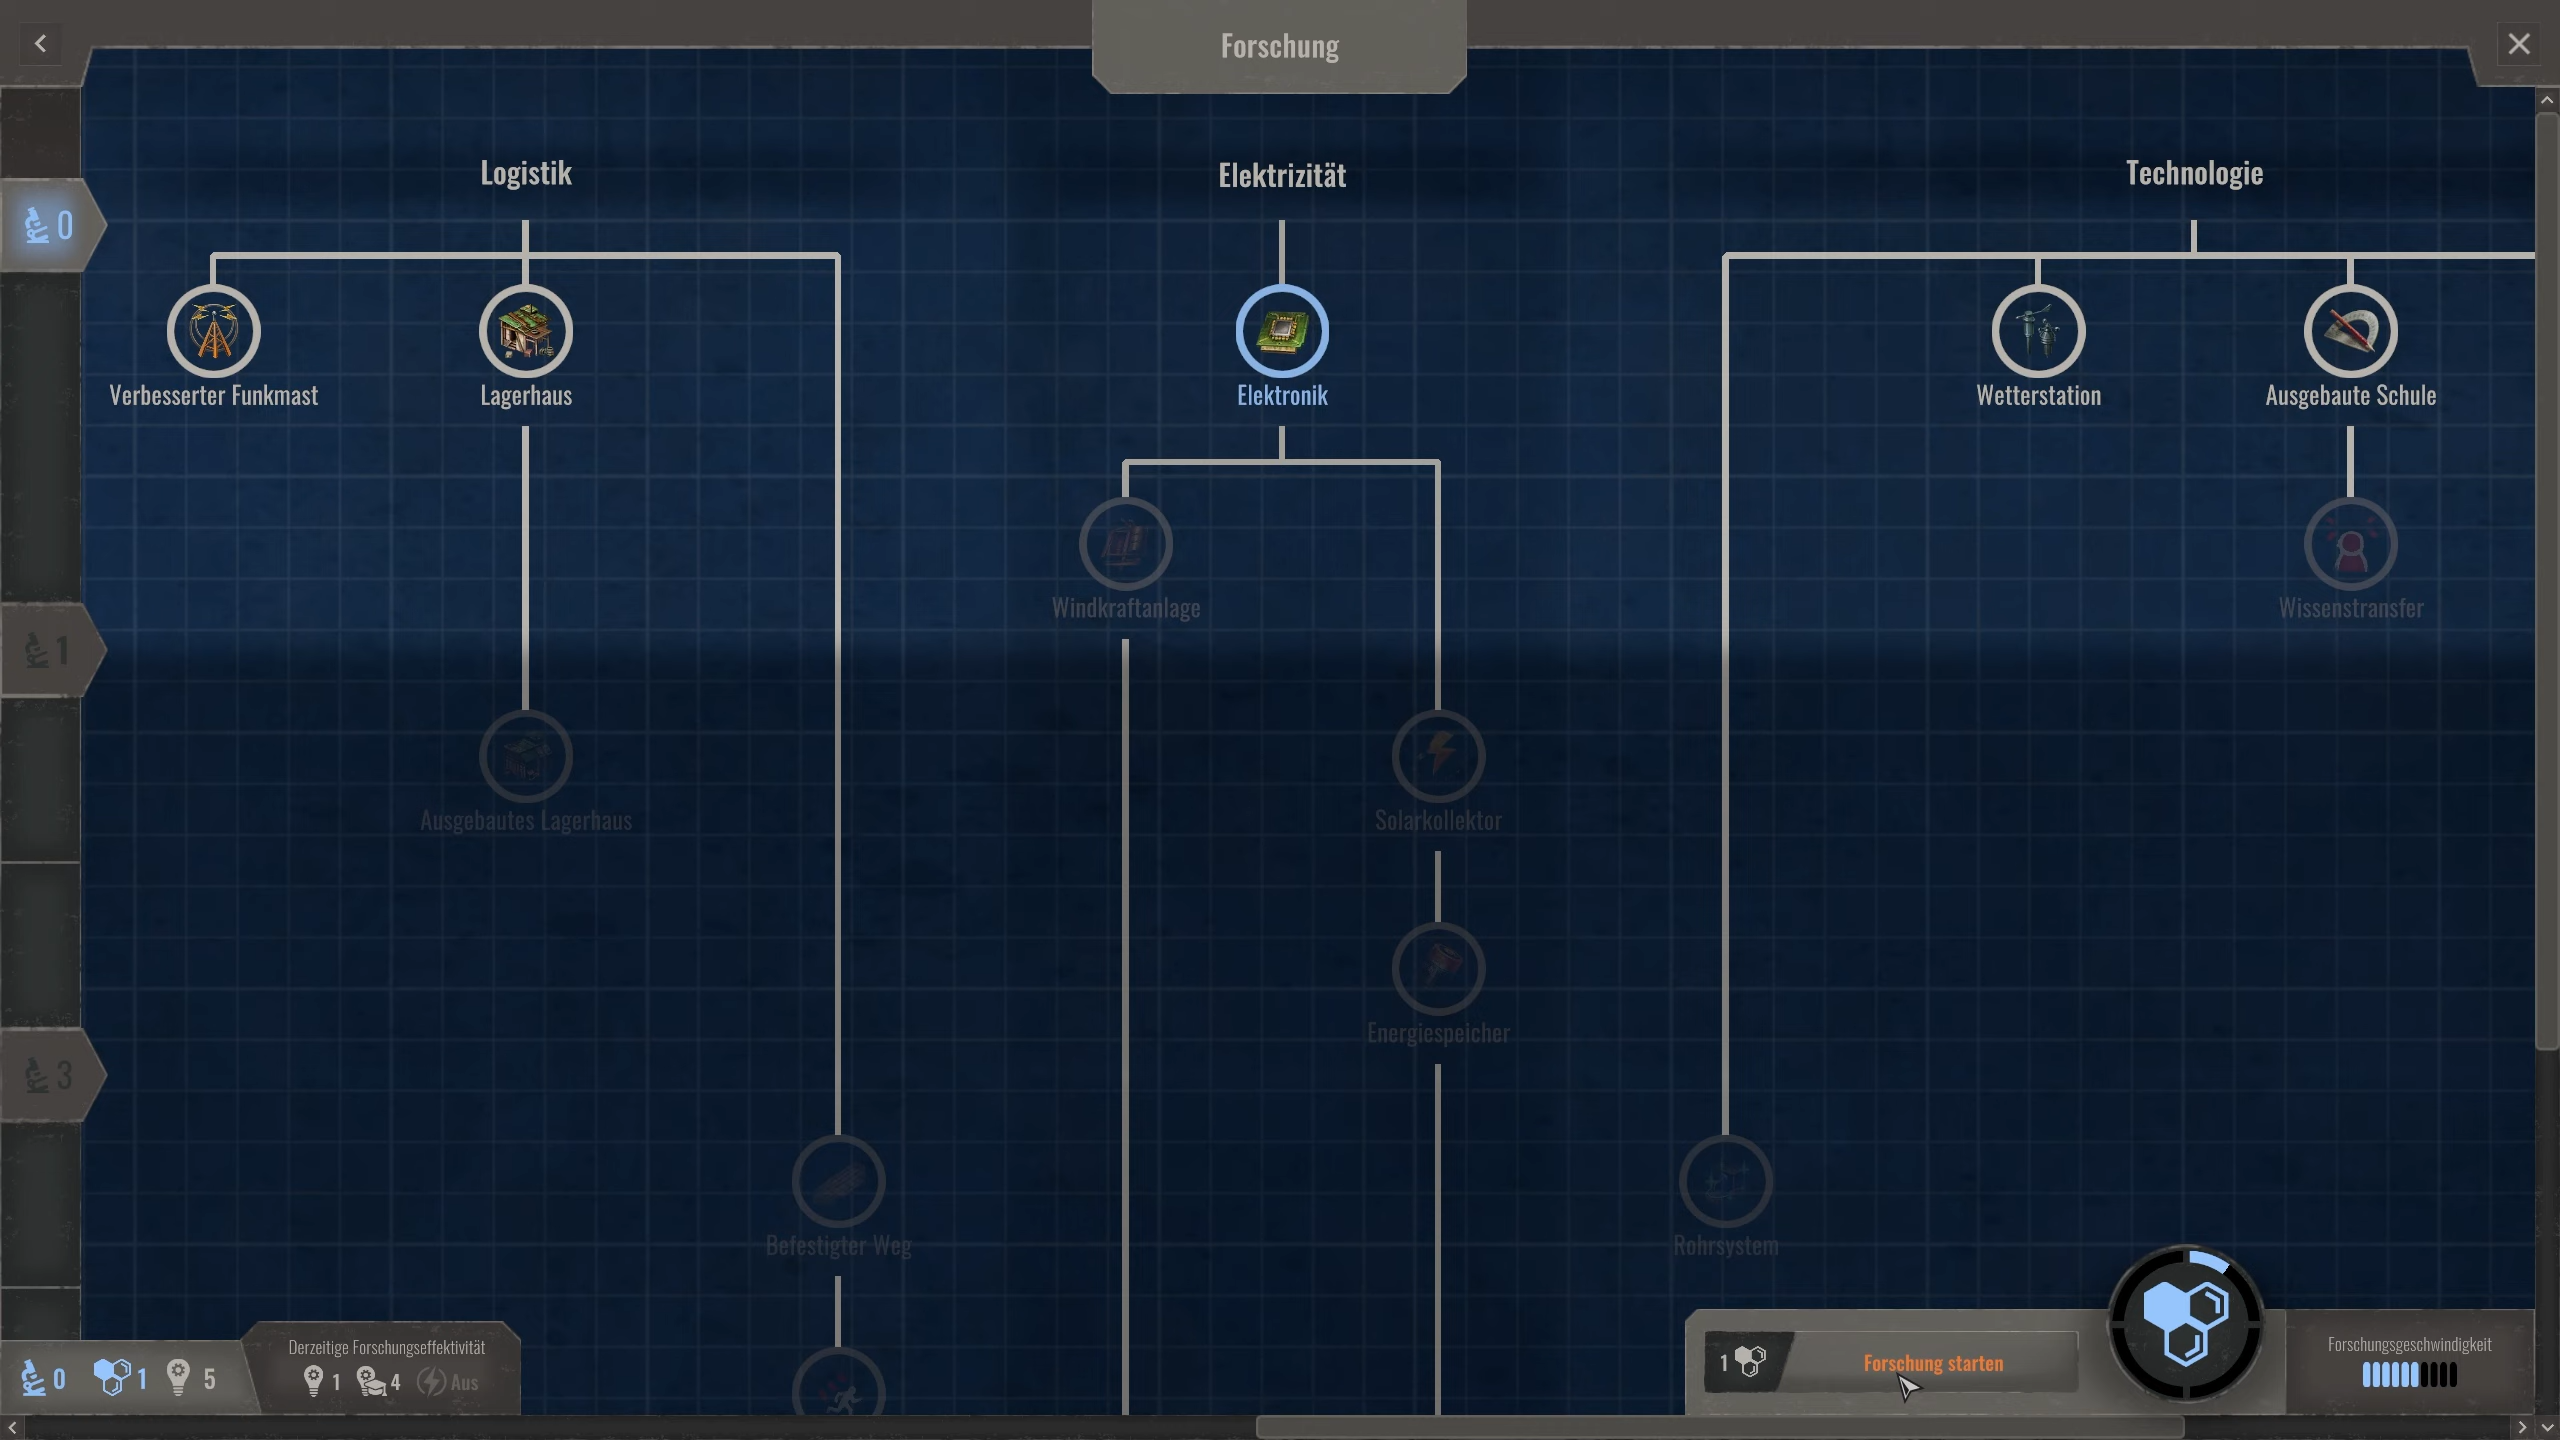 Forschung
Logistik
Elektrizität
Technologie
0
Verbesserter Funkmast
Lagerhaus
Elektronik
Wetterstation
Ausgebaute Schule
Windkraftanlage
Wissenstransfer
1
Ausgebautes Lagerhaus
Solarkollektor
Energiespeicher
3
Befestigter Weg
Rohrsystem
Derzeitige Forschungseffektivität
0 1 5
1 4 Aus
1 Forschung starten
Forschungsgeschwindigkeit